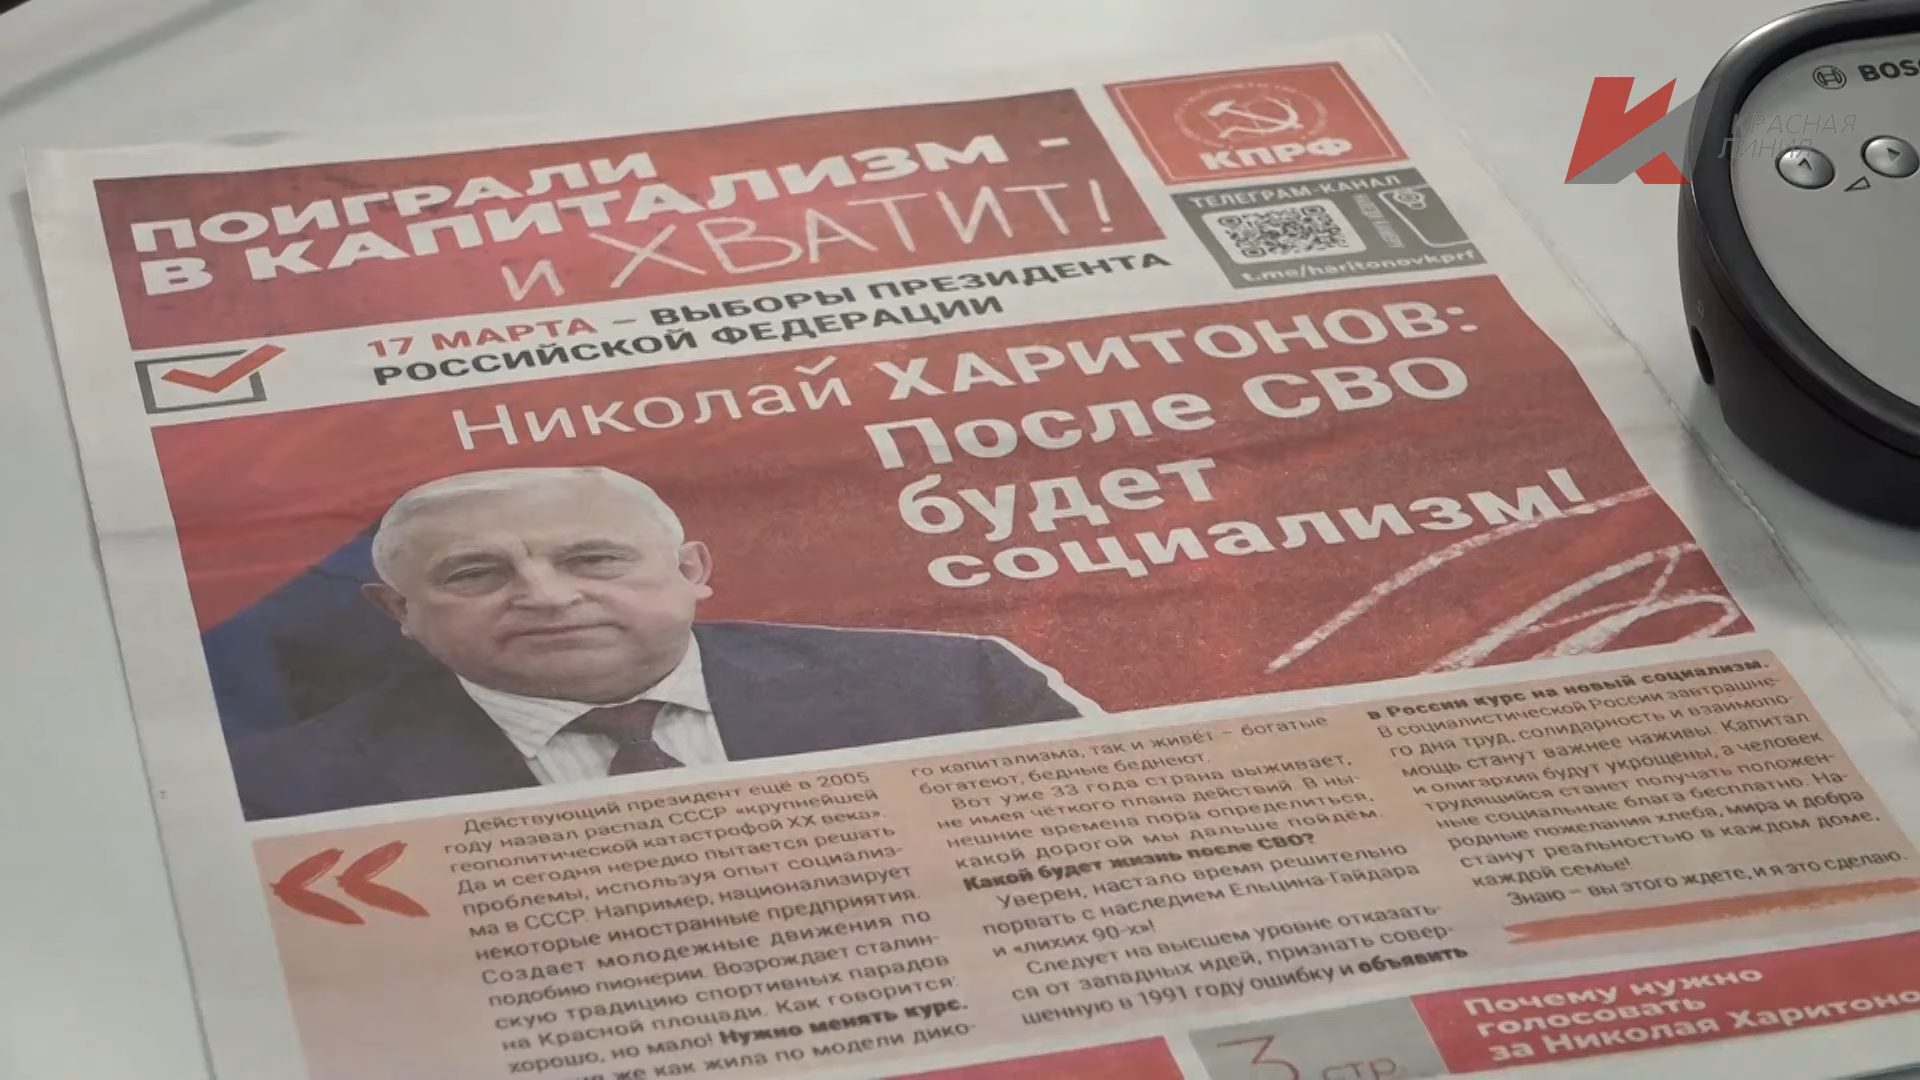 ПОИГРАЛИ
В КАПИТАЛИЗМ -
И ХВАТИТ!
КПРФ
ТЕЛЕГРАМ-КАНАЛ
t.me/haritonovkprf
17 МАРТА – ВЫБОРЫ ПРЕЗИДЕНТА
РОССИЙСКОЙ ФЕДЕРАЦИИ
Николай ХАРИТОНОВ:
После СВО
будет
социализм!
Действующий президент ещё в 2005
году назвал распад СССР «крупнейшей
геополитической катастрофой XX века».
Да и сегодня нередко пытается решать
проблемы, используя опыт социализ-
ма в СССР. Например, национализирует
некоторые иностранные предприятия.
Создает молодежные движения по
подобию пионерии. Возрождает сталин-
скую традицию спортивных парадов
на Красной площади. Как говорится:
хорошо, но мало! Нужно менять курс.
же как жила по модели дико-
го капитализма, так и живёт – богатые
богатеют, бедные беднеют.
Вот уже 33 года страна выживает,
не имея чёткого плана действий. В ны-
нешние времена пора определиться,
какой дорогой мы дальше пойдём.
Какой будет жизнь после СВО?
Уверен, настало время решительно
порвать с наследием Ельцина-Гайдара
и «лихих 90-х»!
Следует на высшем уровне отказать-
ся от западных идей, признать совер-
шенную в 1991 году ошибку и объявить
в России курс на новый социализм.
В социалистической России завтрашне-
го дня труд, солидарность и взаимопо-
мощь станут важнее наживы. Капитал
и олигархия будут укрощены, а человек
трудящийся станет получать положен-
ные социальные блага бесплатно. На-
родные пожелания хлеба, мира и добра
станут реальностью в каждом доме,
каждой семье!
Знаю – вы этого ждете, и я это сделаю.
3 стр.
Почему нужно
голосовать
за Николая Харитоно
BOS
КРАСНАЯ
ЛИНИЯ